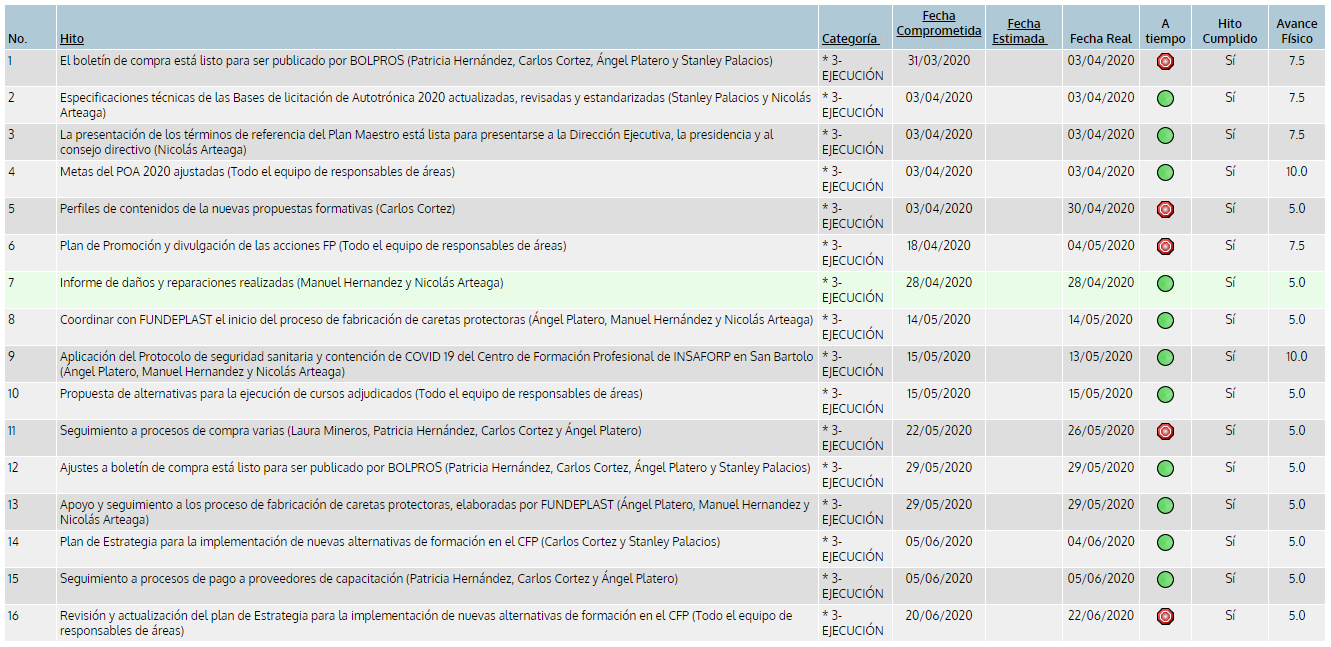 No. Hito Categoría Fecha Comprometida Fecha Estimada Fecha Real A tiempo Hito Cumplido Avance Físico
1 El boletín de compra está listo para ser publicado por BOLPROS (Patricia Hernández, Carlos Cortez, Ángel Platero y Stanley Palacios) * 3- 31/03/2020 03/04/2020 Sí 7.5
EJECUCIÓN
2 Especificaciones técnicas de las Bases de licitación de Autotrónica 2020 actualizadas, revisadas y estandarizadas (Stanley Palacios y Nicolás * 3- 03/04/2020 03/04/2020 Sí 7.5
Arteaga) EJECUCIÓN
3 La presentación de los términos de referencia del Plan Maestro está lista para presentarse a la Dirección Ejecutiva, la presidencia y al * 3- 03/04/2020 03/04/2020 Sí 7.5
consejo directivo (Nicolás Arteaga) EJECUCIÓN
4 Metas del POA 2020 ajustadas (Todo el equipo de responsables de áreas) * 3- 03/04/2020 03/04/2020 Sí 10.0
EJECUCIÓN
5 Perfiles de contenidos de la nuevas propuestas formativas (Carlos Cortez) * 3- 03/04/2020 30/04/2020 Sí 5.0
EJECUCIÓN
6 Plan de Promoción y divulgación de las acciones FP (Todo el equipo de responsables de áreas) * 3- 18/04/2020 04/05/2020 Sí 7.5
EJECUCIÓN
7 Informe de daños y reparaciones realizadas (Manuel Hernandez y Nicolás Arteaga) * 3- 28/04/2020 28/04/2020 Sí 5.0
EJECUCIÓN
8 Coordinar con FUNDEPLAST el inicio del proceso de fabricación de caretas protectoras (Ángel Platero, Manuel Hernández y Nicolás Arteaga) * 3- 14/05/2020 14/05/2020 Sí 5.0
EJECUCIÓN
9 Aplicación del Protocolo de seguridad sanitaria y contención de COVID 19 del Centro de Formación Profesional de INSAFORP en San Bartolo * 3- 15/05/2020 13/05/2020 Sí 10.0
(Ángel Platero, Manuel Hernandez y Nicolás Arteaga) EJECUCIÓN
10 Propuesta de alternativas para la ejecución de cursos adjudicados (Todo el equipo de responsables de áreas) * 3- 15/05/2020 15/05/2020 Sí 5.0
EJECUCIÓN
11 Seguimiento a procesos de compra varias (Laura Mineros, Patricia Hernández, Carlos Cortez y Ángel Platero) * 3- 22/05/2020 26/05/2020 Sí 5.0
EJECUCIÓN
12 Ajustes a boletín de compra está listo para ser publicado por BOLPROS (Patricia Hernández, Carlos Cortez, Ángel Platero y Stanley Palacios) * 3- 29/05/2020 29/05/2020 Sí 5.0
EJECUCIÓN
13 Apoyo y seguimiento a los proceso de fabricación de caretas protectoras, elaboradas por FUNDEPLAST (Ángel Platero, Manuel Hernandez y * 3- 29/05/2020 29/05/2020 Sí 5.0
Nicolás Arteaga) EJECUCIÓN
14 Plan de Estrategia para la implementación de nuevas alternativas de formación en el CFP (Carlos Cortez y Stanley Palacios) * 3- 05/06/2020 04/06/2020 Sí 5.0
EJECUCIÓN
15 Seguimiento a procesos de pago a proveedores de capacitación (Patricia Hernández, Carlos Cortez y Ángel Platero) * 3- 05/06/2020 05/06/2020 Sí 5.0
EJECUCIÓN
16 Revisión y actualización del plan de Estrategia para la implementación de nuevas alternativas de formación en el CFP (Todo el equipo de * 3- 20/06/2020 22/06/2020 Sí 5.0
responsables de áreas) EJECUCIÓN